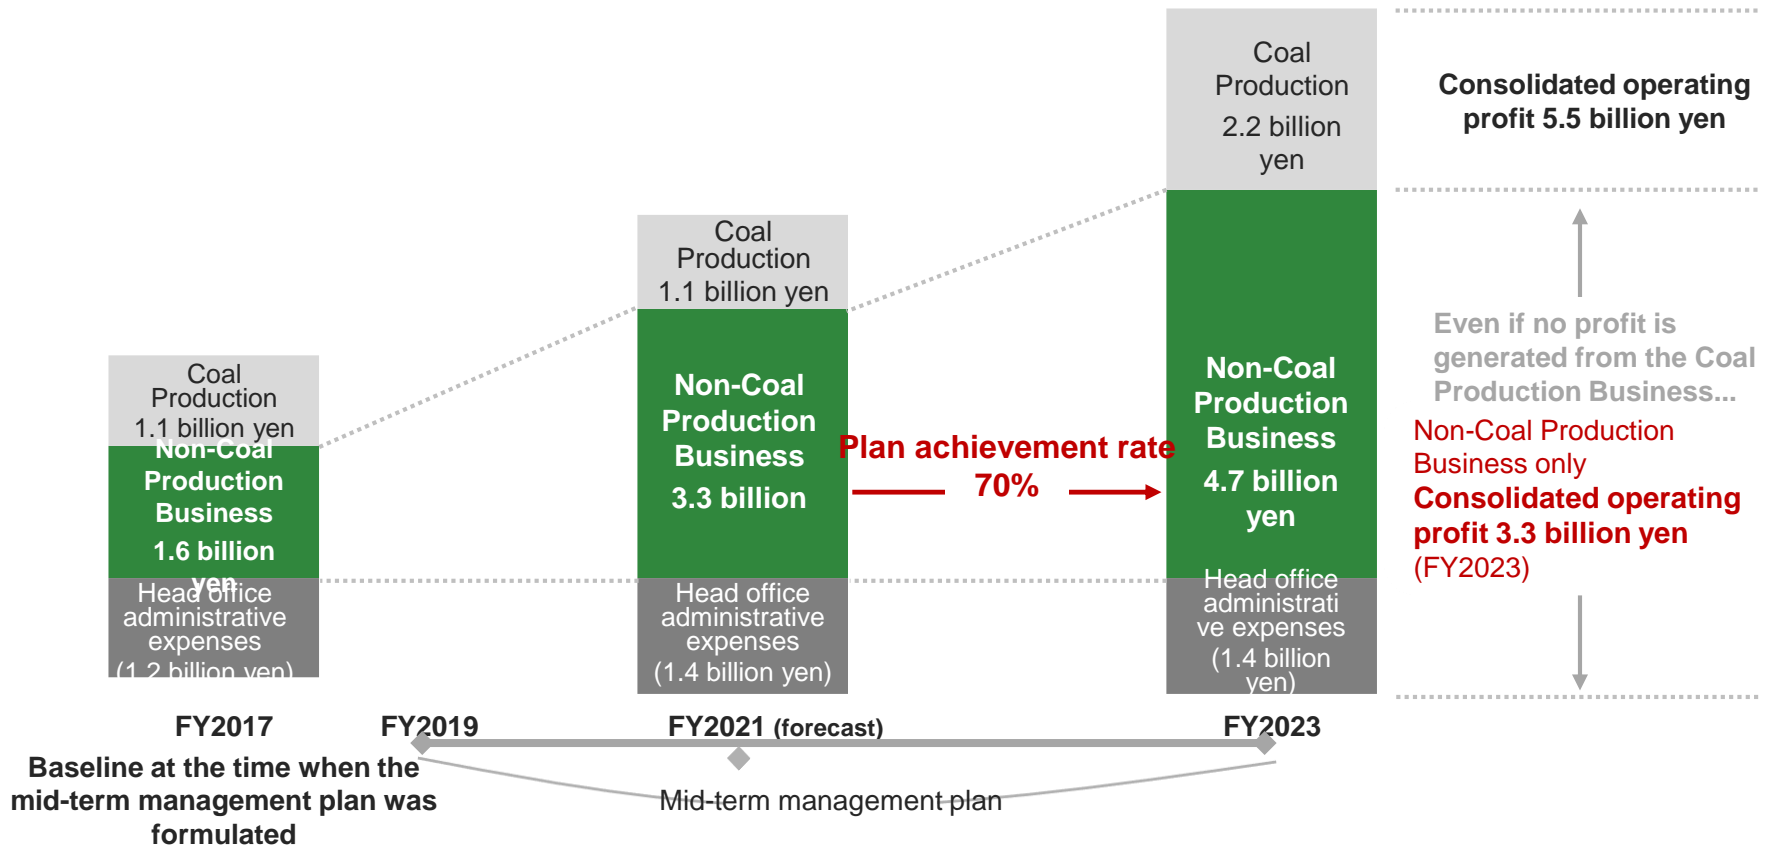 Coal
Production
1.1 billion yen
Non-Coal
Production
Business
1.6 billion
yen
Head office
administrative
expenses
(1.2 billion yen)
Coal
Production
1.1 billion yen
Non-Coal
Production
Business
3.3 billion
Head office
administrative
expenses
(1.4 billion yen)
Plan achievement rate
70%
Coal
Production
2.2 billion
yen
Non-Coal
Production
Business
4.7 billion
yen
Head office
administrati
ve expenses
(1.4 billion
yen)
Consolidated operating
profit 5.5 billion yen
Even if no profit is
generated from the Coal
Production Business...
Non-Coal Production
Business only
Consolidated operating
profit 3.3 billion yen
(FY2023)
FY2017
FY2019
FY2021 (forecast)
FY2023
Baseline at the time when the
mid-term management plan was
formulated
Mid-term management plan